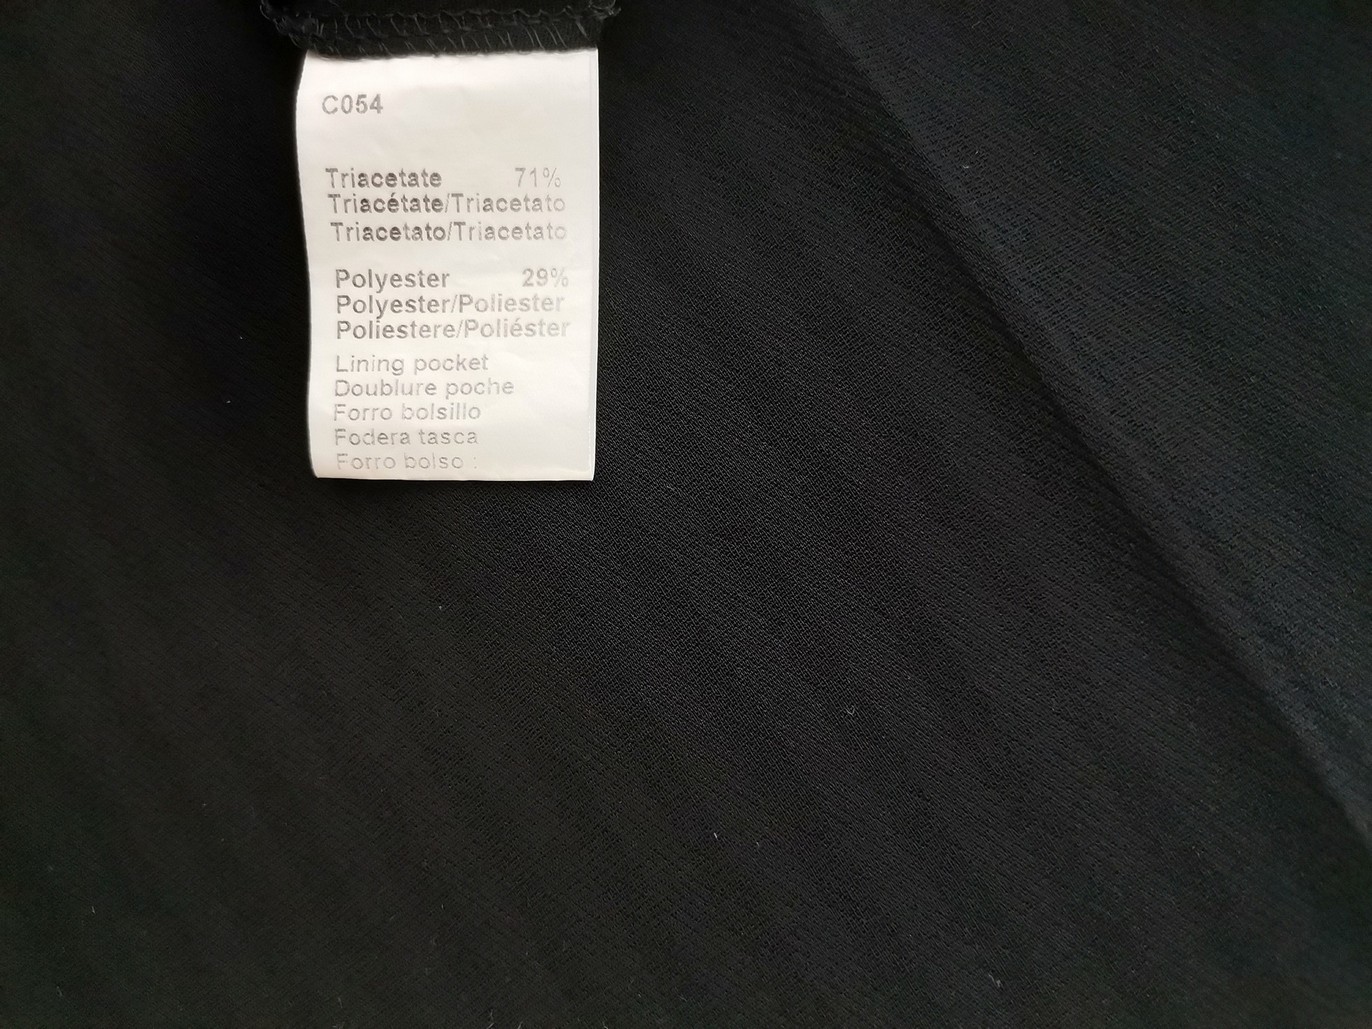 C054
Triacetate 71%
Triacétate/Triacetato
Triacetato/Triacetato
Polyester 29%
Polyester/Poliester
Poliestere/Poliéster
Lining pocket
Doublure poche
Forro bolsillo
Fodera tasca
Forro bolso :